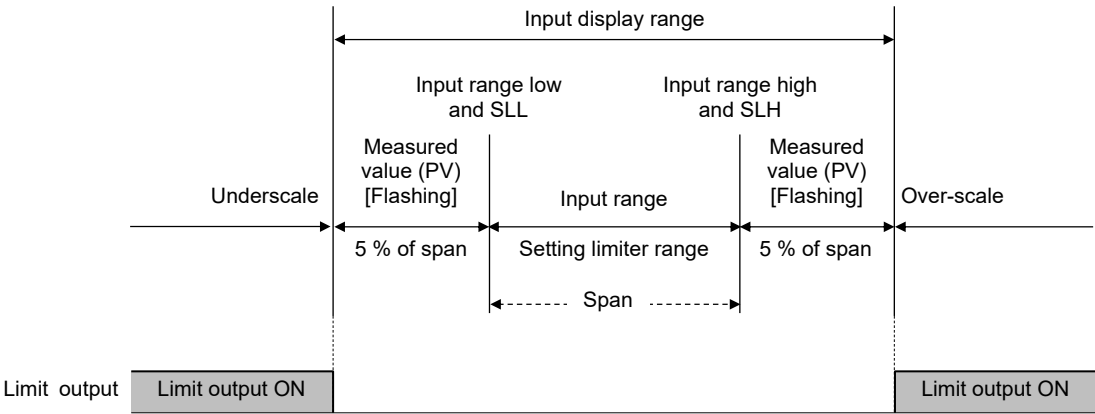 Input display range
Input range low
and SLL
Input range high
and SLH
Measured
value (PV)
[Flashing]
Measured
value (PV)
[Flashing]
Underscale
Input range
Over-scale
5 % of span
Setting limiter range
5 % of span
Span
Limit output
Limit output ON
Limit output ON